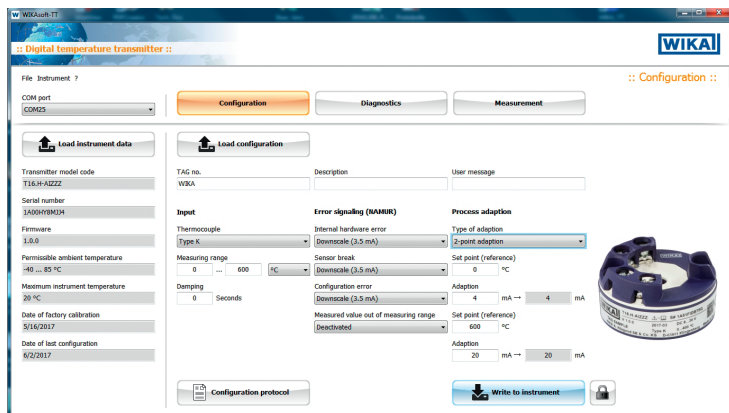 WIKAsoft-TT
:: Digital temperature transmitter ::
WIKA
File Instrument ?
:: Configuration ::
COM port
COM25
Configuration
Diagnostics
Measurement
Load instrument data
Load configuration
Transmitter model code
T16.H-AIZZZ
TAG no.
WIKA
Description
User message
Serial number
1A00HY8MJJ4
Firmware
1.0.0
Permissible ambient temperature
-40 ... 85 °C
Maximum instrument temperature
20 °C
Date of factory calibration
5/16/2017
Date of last configuration
6/2/2017
Input
Thermocouple
Type K
Measuring range
0 ... 600 °C
Damping
0 Seconds
Error signaling (NAMUR)
Internal hardware error
Downscale (3.5 mA)
Sensor break
Downscale (3.5 mA)
Configuration error
Downscale (3.5 mA)
Measured value out of measuring range
Deactivated
Process adaption
Type of adaption
2-point adaption
Set point (reference)
0 °C
Adaption
4 mA → 4 mA
Set point (reference)
600 °C
Adaption
20 mA → 20 mA
WIKA
T16.H-AIZZZ
Configuration protocol
Write to instrument